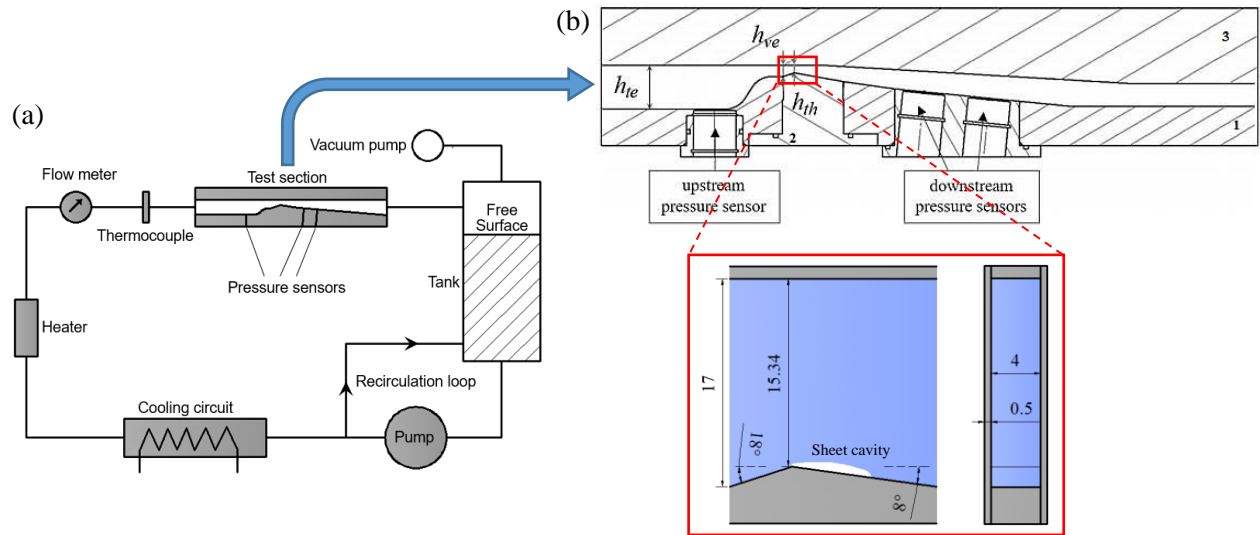 (a)
Vacuum pump
Flow meter
Test section
Thermocouple
Free
Surface
Pressure sensors
Tank
Heater
Recirculation loop
Cooling circuit
Pump
(b)
h_ve
3
h_te
h_th
2
1
upstream
pressure sensor
downstream
pressure sensors
17
15.34
18°
Sheet cavity
8°
4
0.5